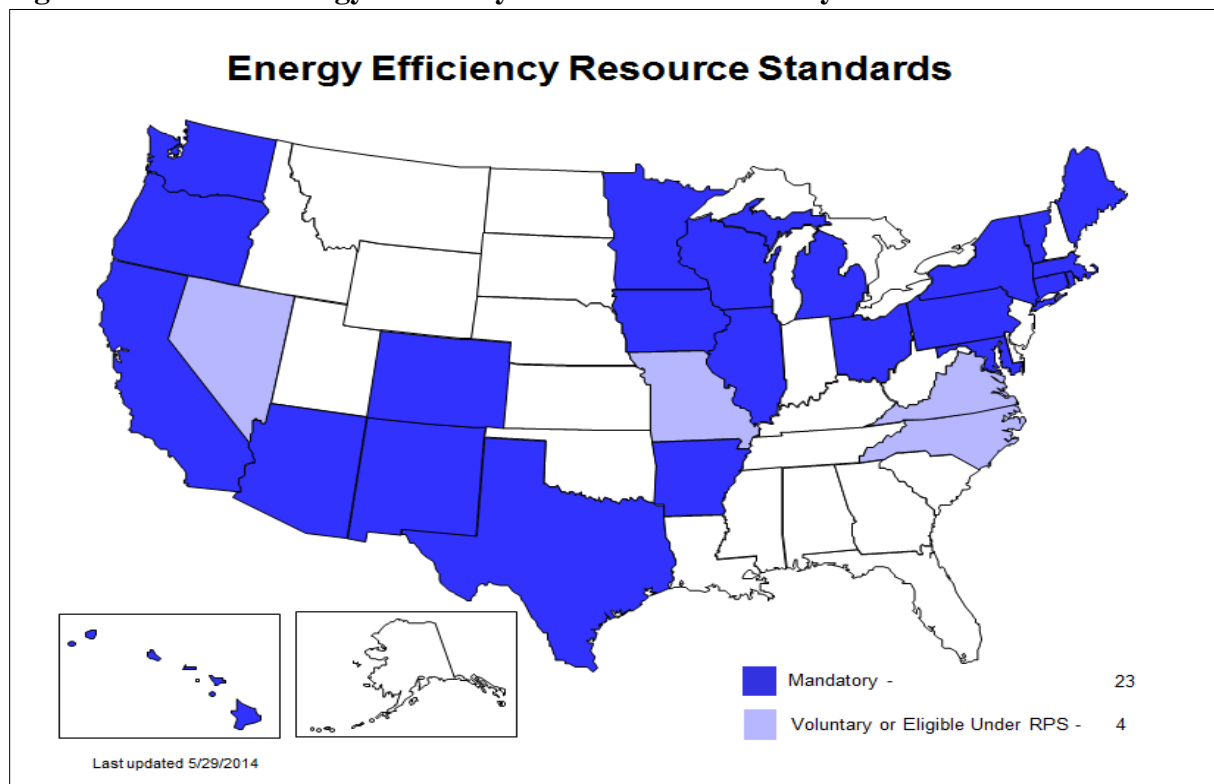 Energy Efficiency Resource Standards
Mandatory - 23
Voluntary or Eligible Under RPS - 4
Last updated 5/29/2014